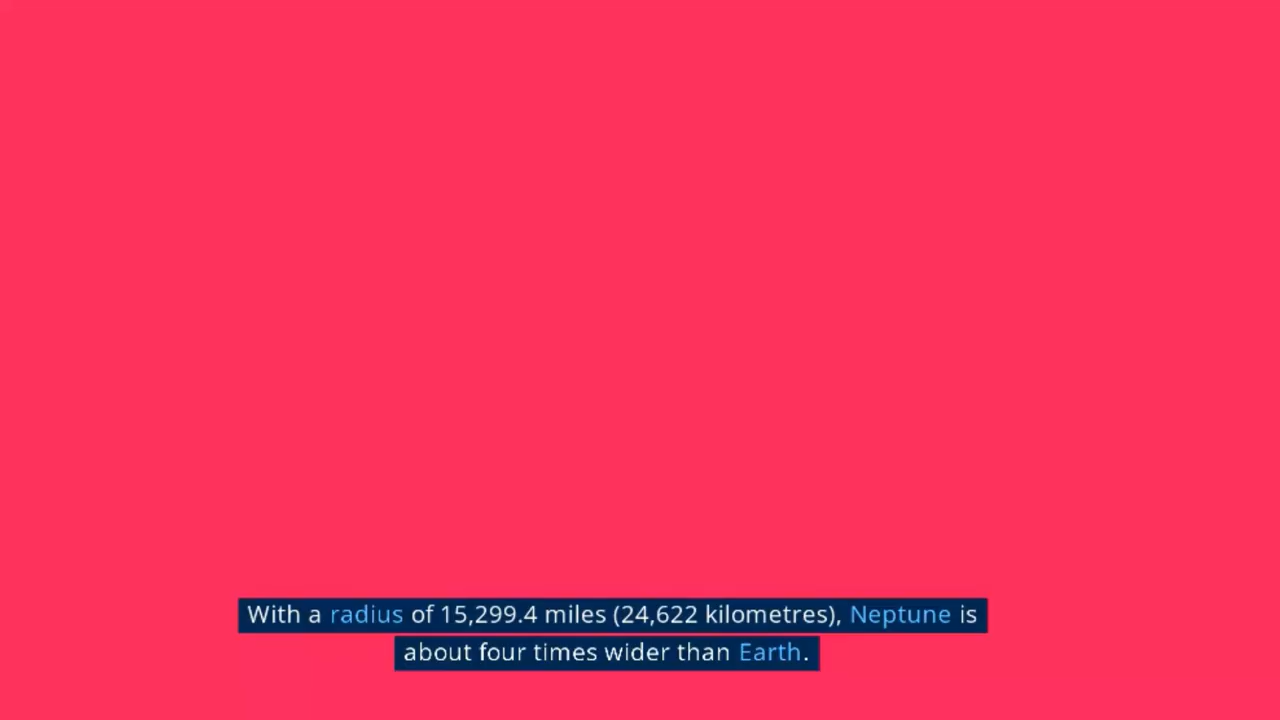 With a radius of 15,299.4 miles (24,622 kilometres), Neptune is
about four times wider than Earth.